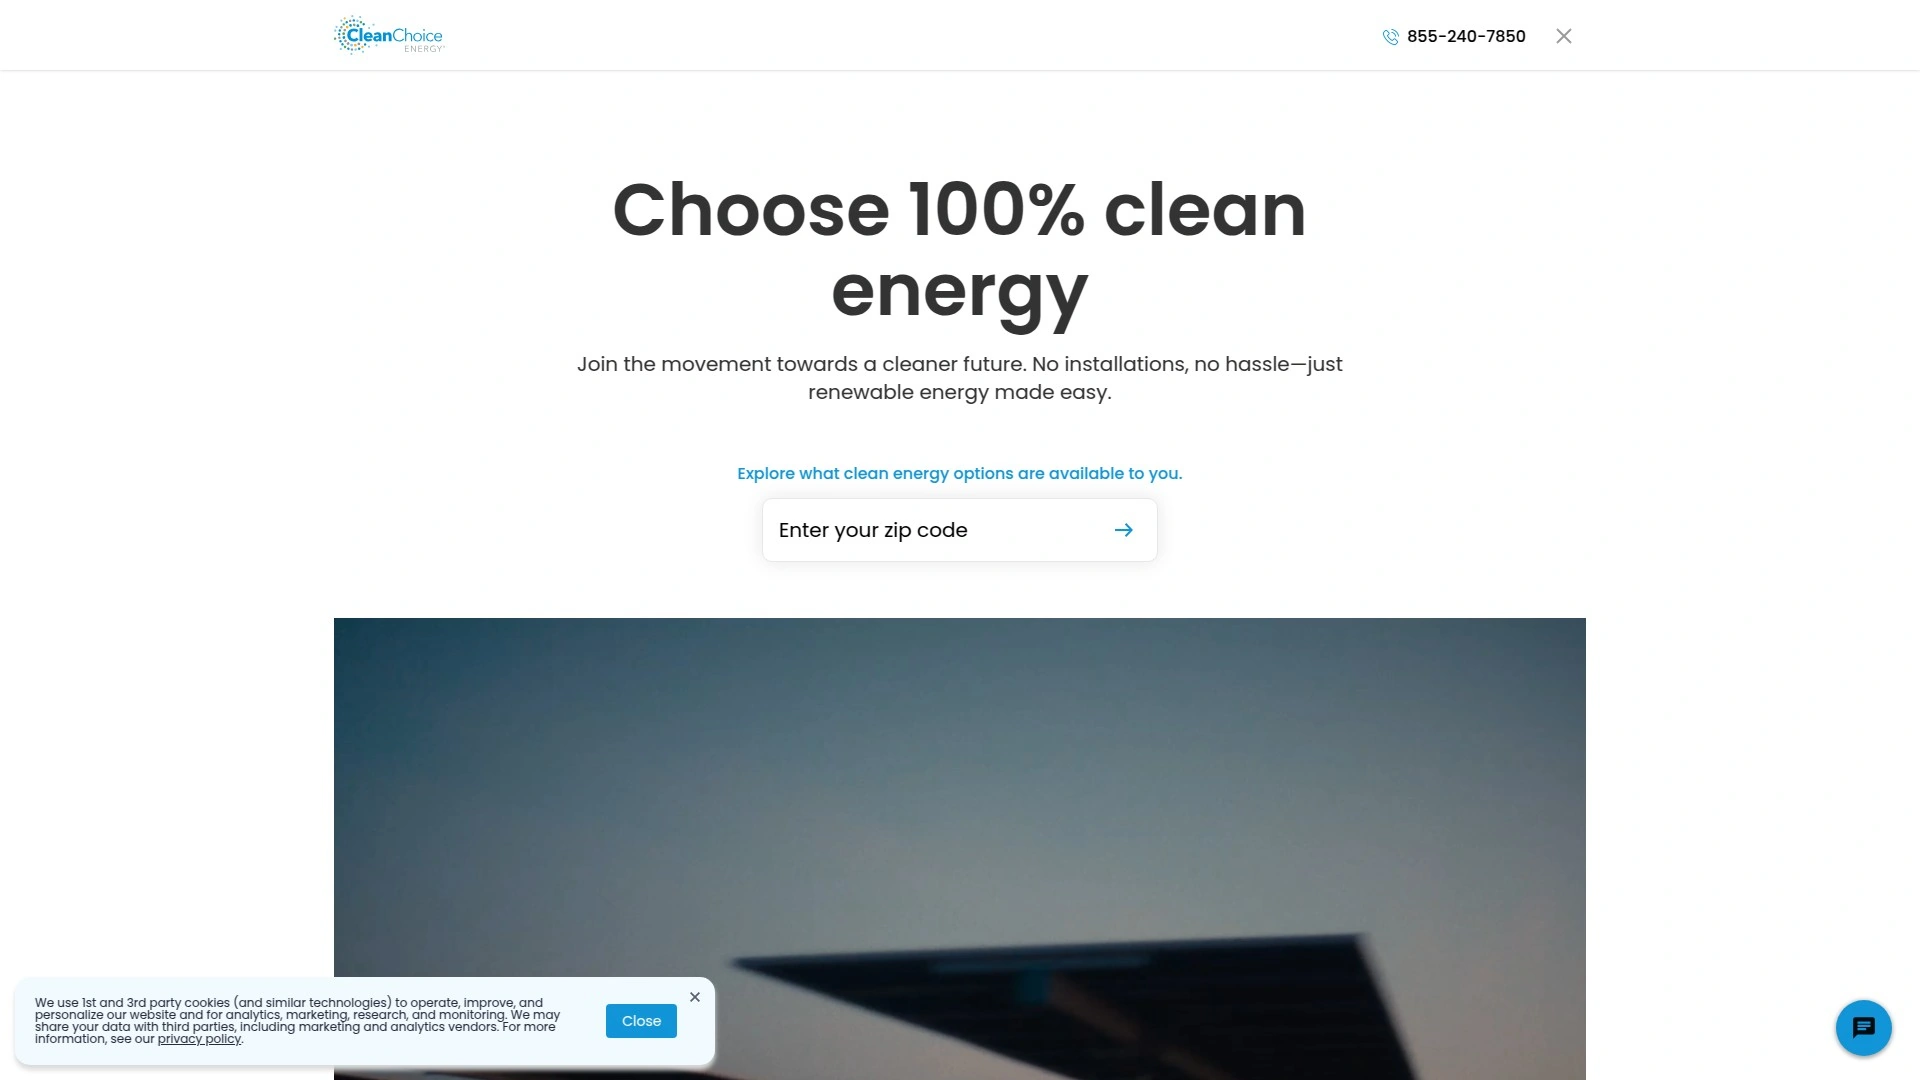 CleanChoice
ENERGY
855-240-7850
Choose 100% clean
energy
Join the movement towards a cleaner future. No installations, no hassle—just
renewable energy made easy.
Explore what clean energy options are available to you.
Enter your zip code
We use 1st and 3rd party cookies (and similar technologies) to operate, improve, and
personalize our website and for analytics, marketing, research, and monitoring. We may
share your data with third parties, including marketing and analytics vendors. For more
information, see our privacy policy.
Close